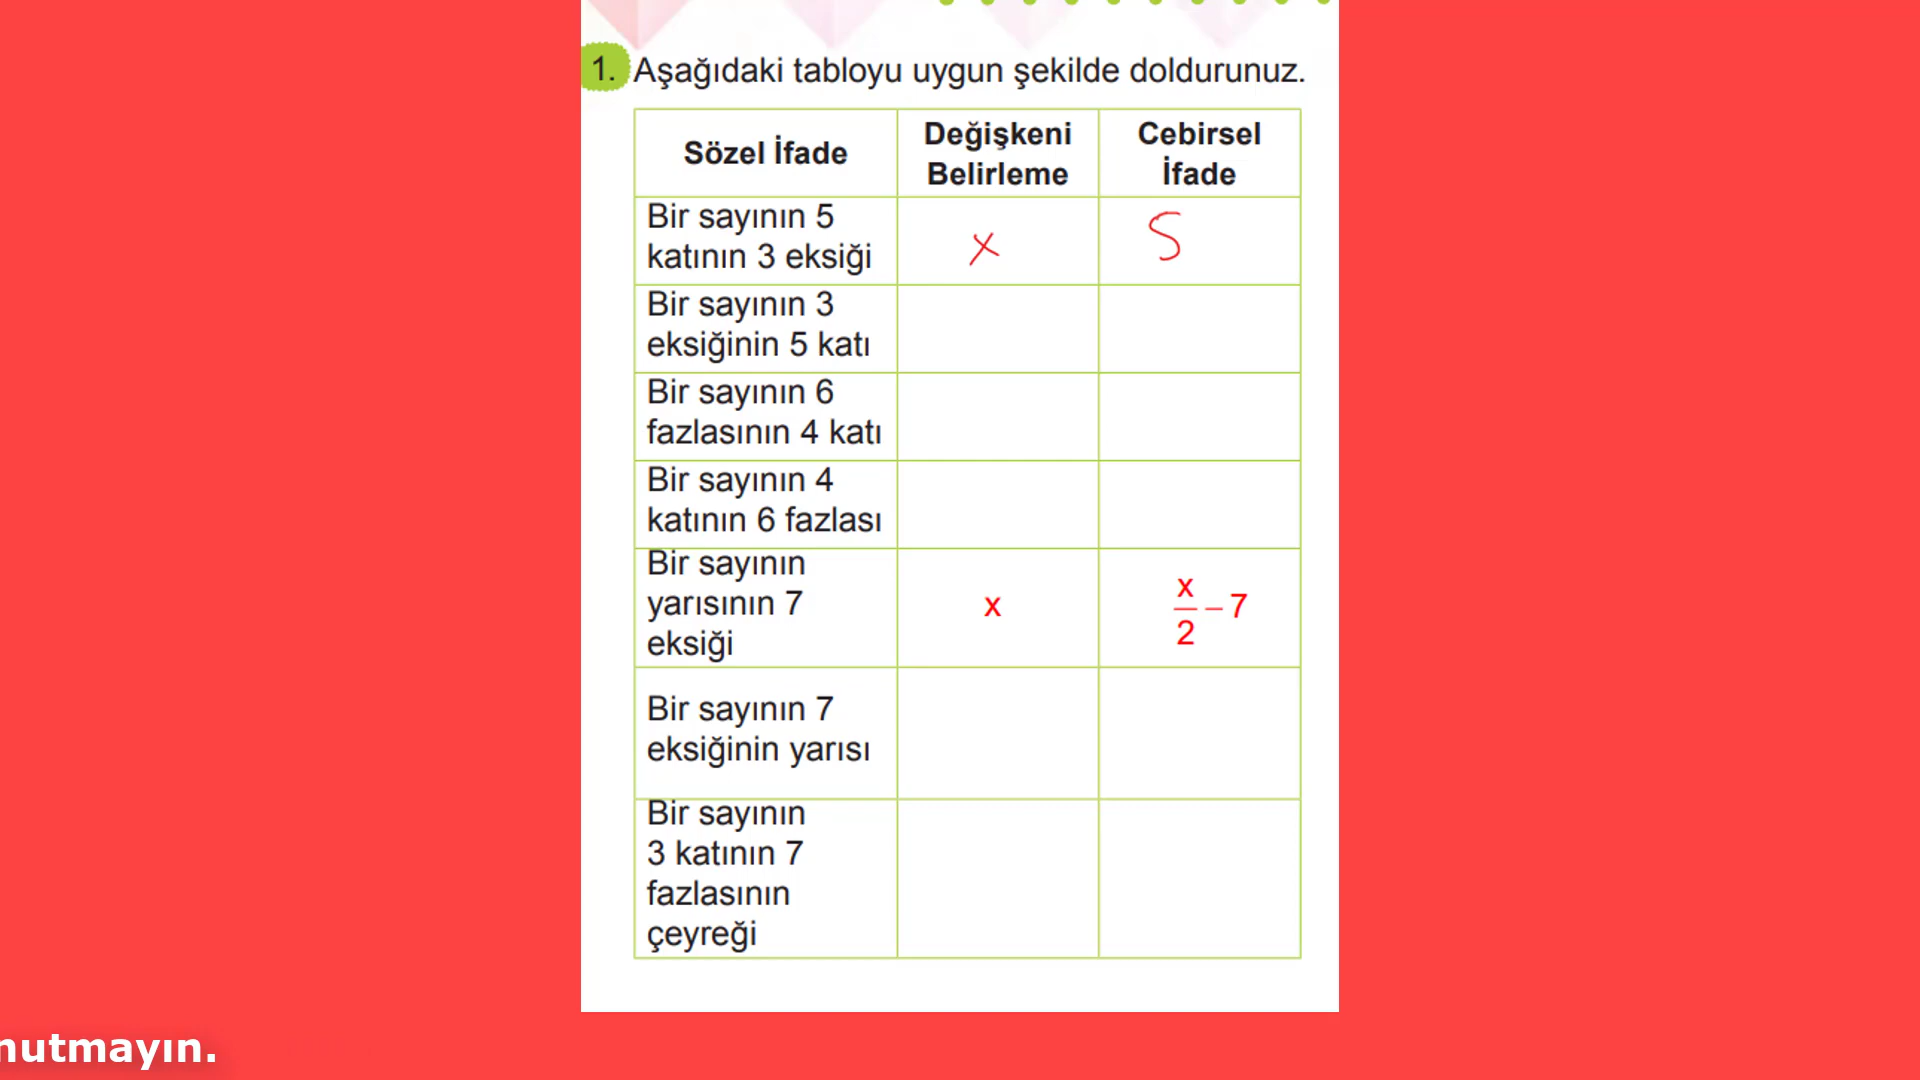 1. Aşağıdaki tabloyu uygun şekilde doldurunuz.
Sözel İfade
Değişkeni
Belirleme
Cebirsel
İfade
Bir sayının 5
katının 3 eksiği
x
5
Bir sayının 3
eksiğinin 5 katı
Bir sayının 6
fazlasının 4 katı
Bir sayının 4
katının 6 fazlası
Bir sayının
yarısının 7
eksiği
x
x/2 – 7
Bir sayının 7
eksiğinin yarısı
Bir sayının
3 katının 7
fazlasının
çeyreği
nutmayın.